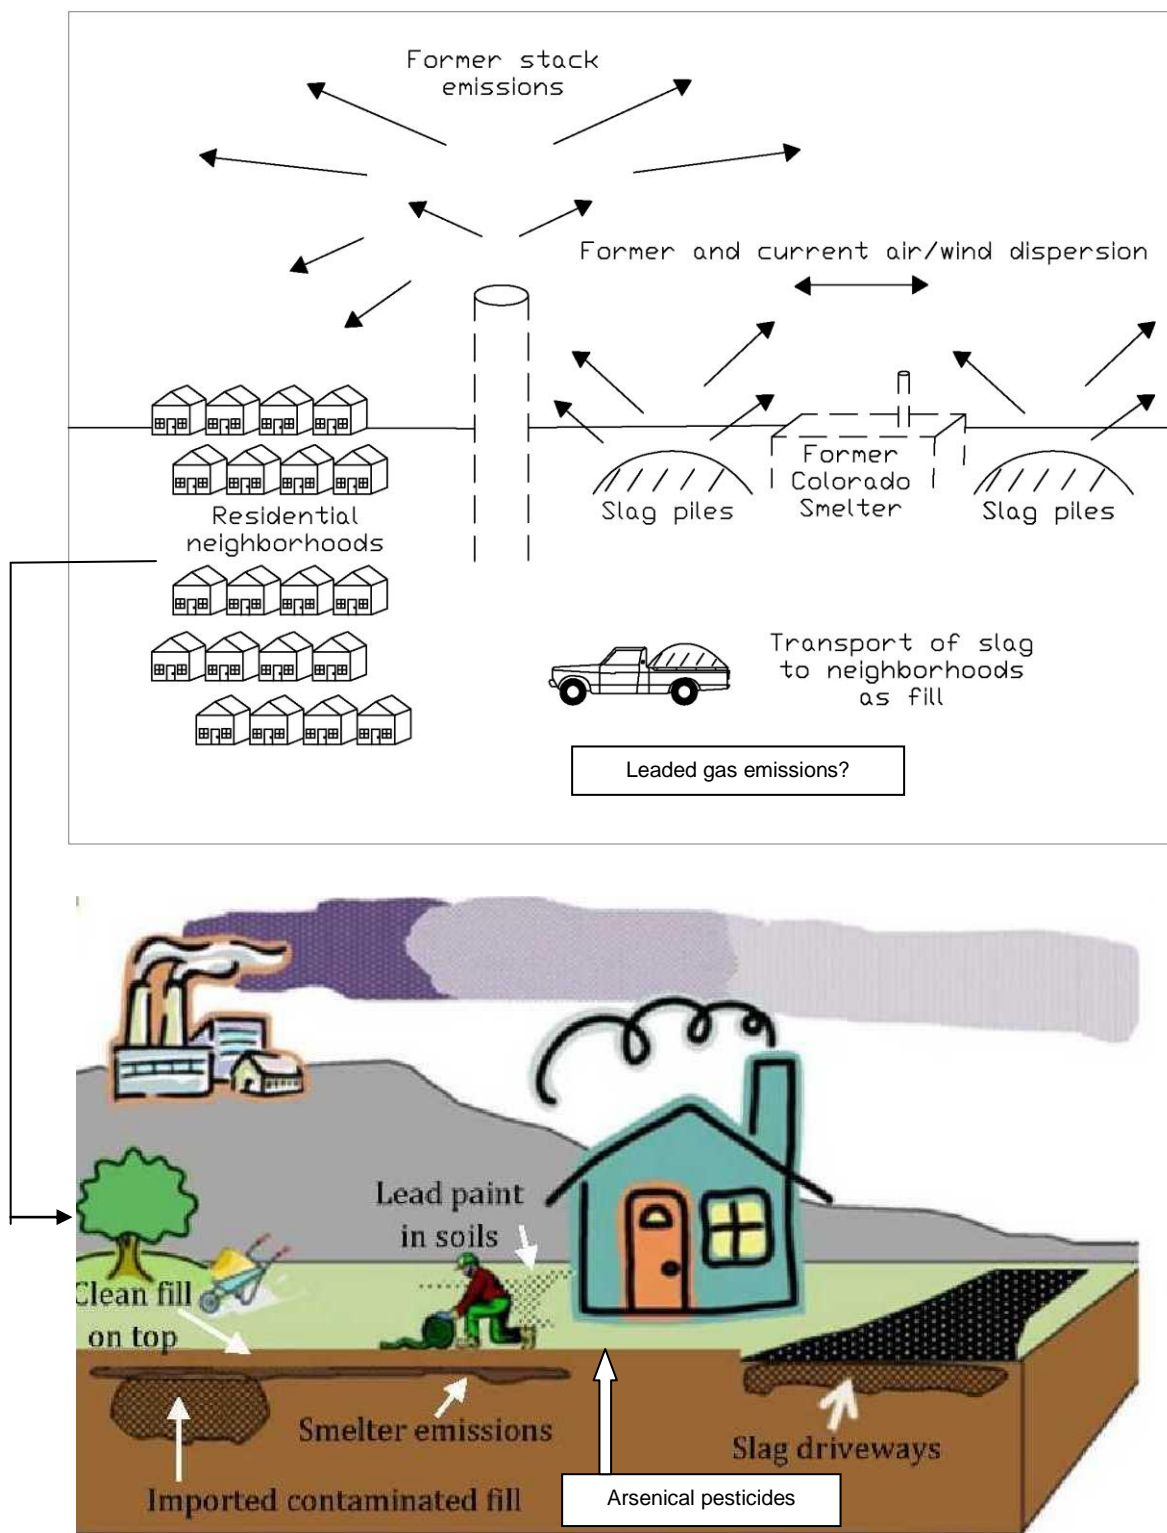 Former stack
emissions
Former and current air/wind dispersion
Former
Colorado
Smelter
Slag piles
Slag piles
Residential
neighborhoods
Transport of slag
to neighborhoods
as fill
Leaded gas emissions?
Lead paint
in soils
Clean fill
on top
Smelter emissions
Slag driveways
Imported contaminated fill
Arsenical pesticides